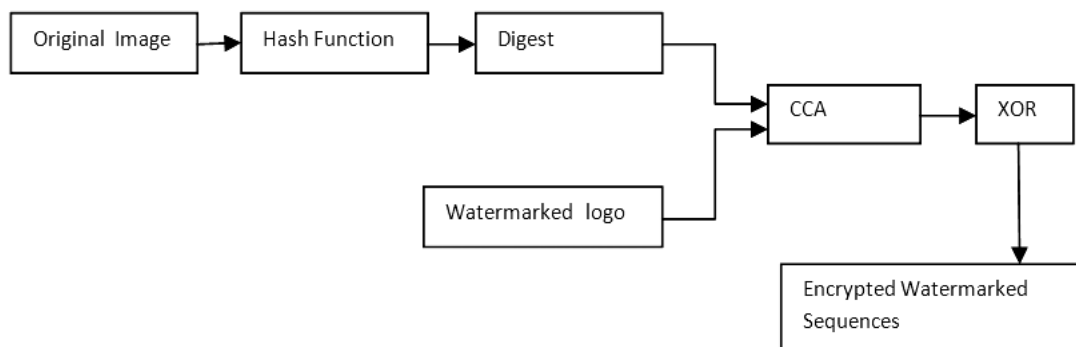 Original Image
Hash Function
Digest
CCA
XOR
Watermarked logo
Encrypted Watermarked
Sequences